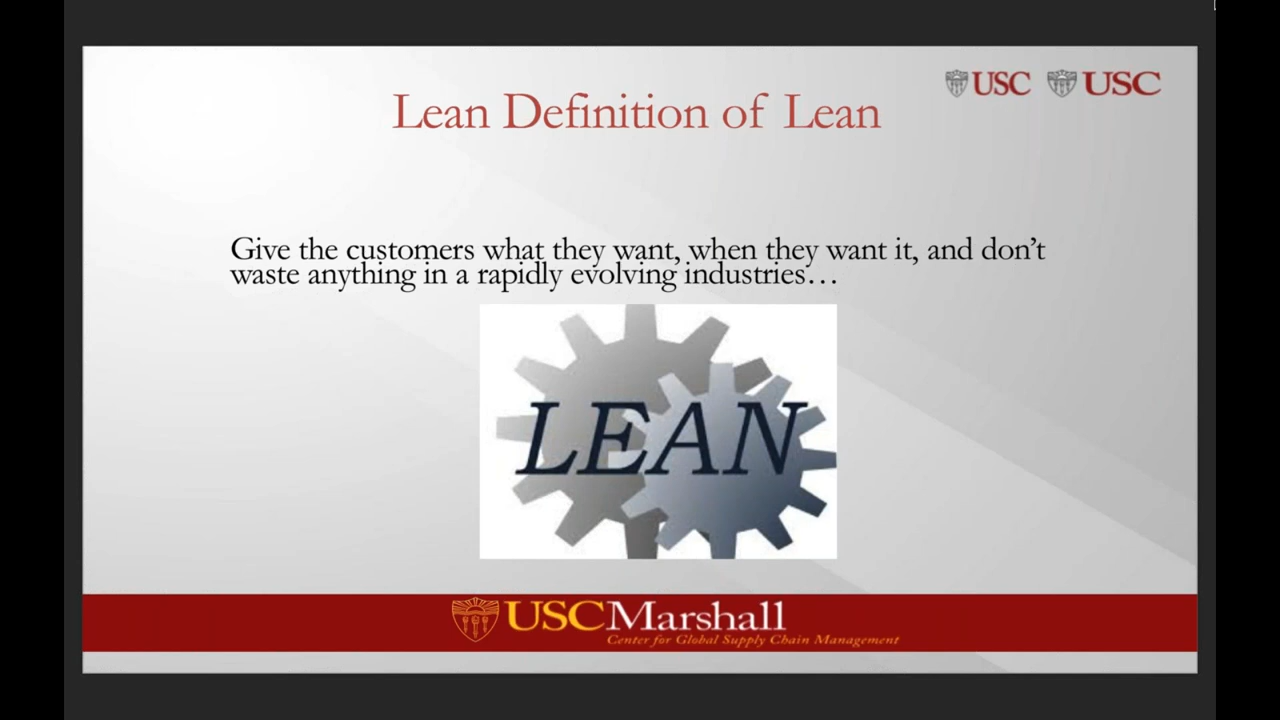 USC USC
Lean Definition of Lean
Give the customers what they want, when they want it, and don't
waste anything in a rapidly evolving industries...
LEAN
USCMarshall
Center for Global Supply Chain Management